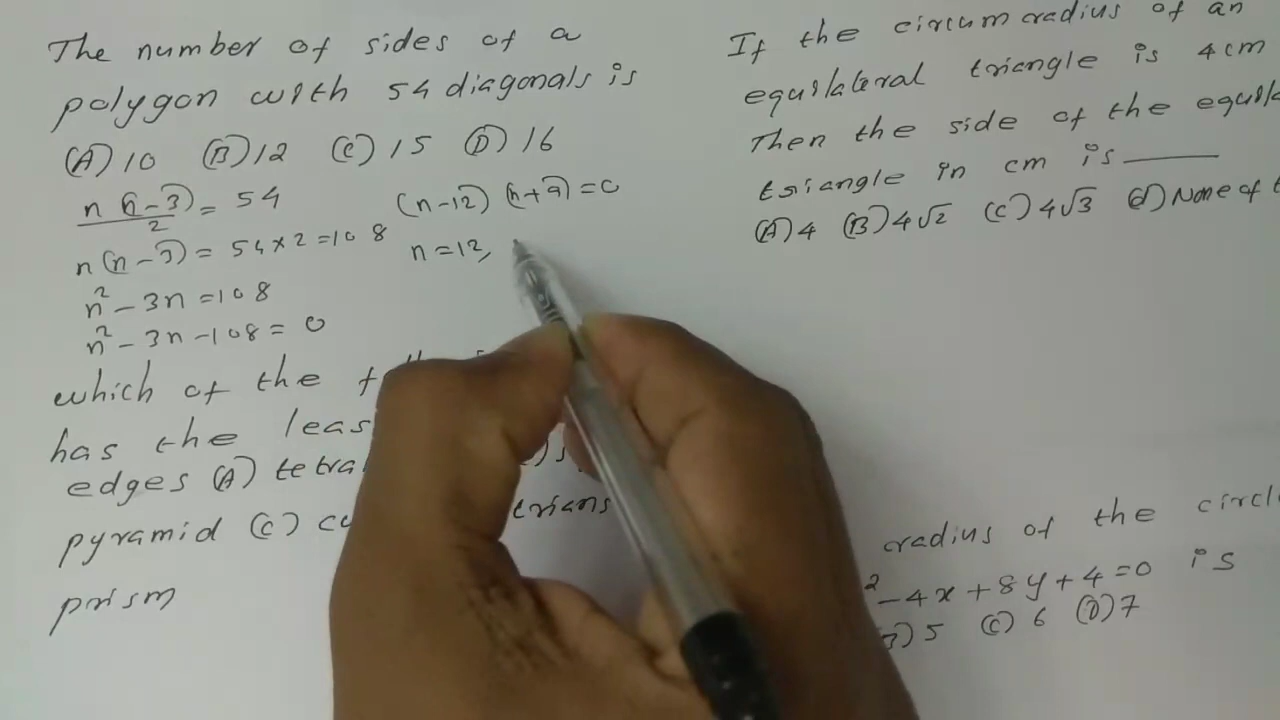 The number of sides of a
polygon with 54 diagonals is
(A) 10 (B) 12 (C) 15 (D) 16
n(n-3)/2 = 54
n(n-3) = 54×2 = 108
n² - 3n = 108
n² - 3n - 108 = 0
(n-12) (n+9) = 0
n = 12,
which of the
has the
edges (A)
pyramid (C)
prism
If the circumradius of an
equilateral triangle is 4cm
Then the side of the
triangle in cm is ___
(A) 4 (B) 4√2 (C) 4√3 (d) None of
radius of the
- 4x + 8y + 4 = 0 is
5 (C) 6 (D) 7